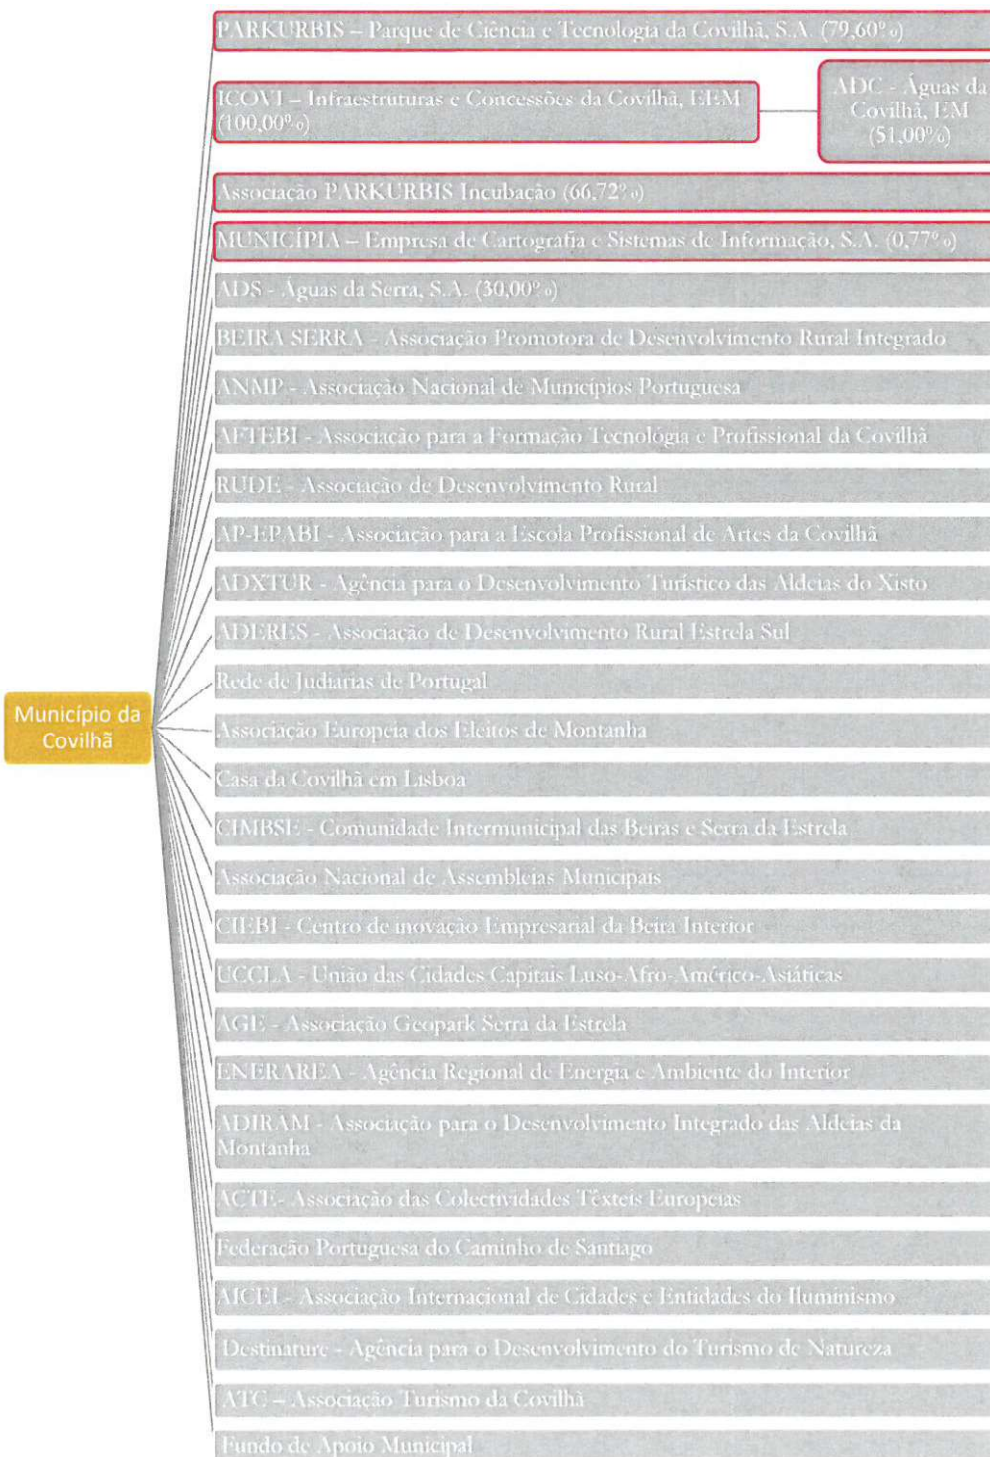 PARKURBIS – Parque de Ciência e Tecnologia da Covilhã, S.A. (79,60%)
ICOVI – Infraestruturas e Concessões da Covilhã, EEM
(100,00%)
ADC - Águas da
Covilhã, EM
(51,00%)
Associação PARKURBIS Incubação (66,72%)
MUNICÍPIA – Empresa de Cartografia e Sistemas de Informação, S.A. (0,77%)
ADS - Águas da Serra, S.A. (30,00%)
BEIRA SERRA - Associação Promotora de Desenvolvimento Rural Integrado
ANMP - Associação Nacional de Municípios Portuguesa
AFTEBI - Associação para a Formação Tecnológia e Profissional da Covilhã
RUDE - Associação de Desenvolvimento Rural
AP-EPABI - Associação para a Escola Profissional de Artes da Covilhã
ADXTUR - Agência para o Desenvolvimento Turístico das Aldeias do Xisto
ADERES - Associação de Desenvolvimento Rural Estrela Sul
Rede de Judiarias de Portugal
Município da
Covilhã
Associação Europeia dos Eleitos de Montanha
Casa da Covilhã em Lisboa
CIMBSE - Comunidade Intermunicipal das Beiras e Serra da Estrela
Associação Nacional de Assembleias Municipais
CIEBI - Centro de inovação Empresarial da Beira Interior
UCCLA - União das Cidades Capitais Luso-Afro-Américo-Asiáticas
AGE - Associação Geopark Serra da Estrela
ENERAREA - Agência Regional de Energia e Ambiente do Interior
ADIRAM - Associação para o Desenvolvimento Integrado das Aldeias da
Montanha
ACTE- Associação das Colectividades Têxteis Europeias
Federação Portuguesa do Caminho de Santiago
AICEI - Associação Internacional de Cidades e Entidades do Iluminismo
Destinature - Agência para o Desenvolvimento do Turismo de Natureza
ATC – Associação Turismo da Covilhã
Fundo de Apoio Municipal